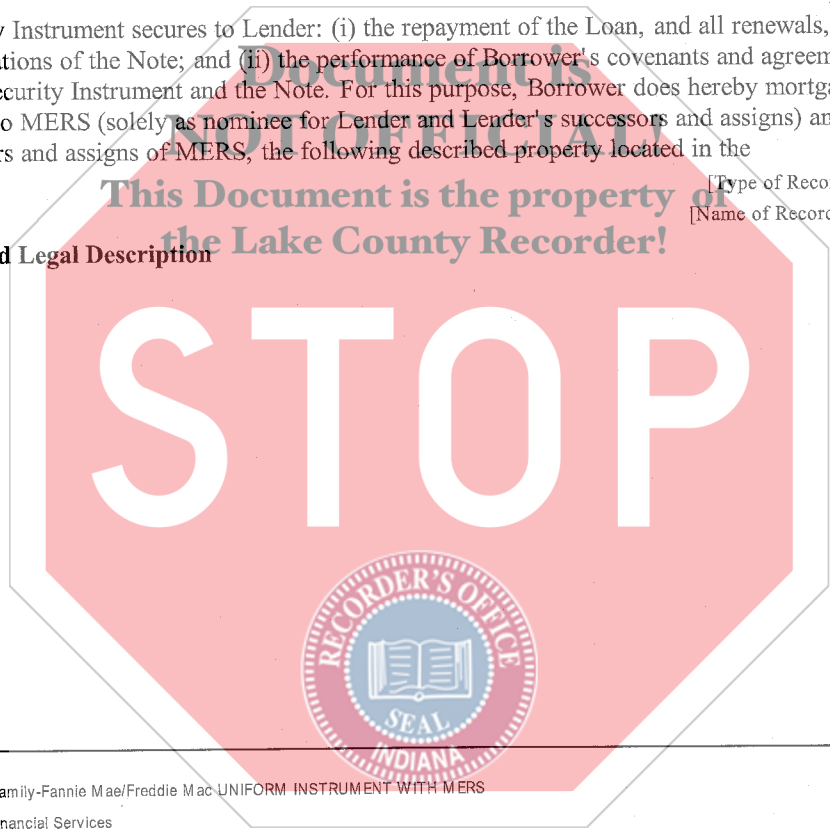 Instrument secures to Lender: (i) the repayment of the Loan, and all renewals,
tions of the Note; and (ii) the performance of Borrower's covenants and agreem
ecurity Instrument and the Note. For this purpose, Borrower does hereby mortga
o MERS (solely as nominee for Lender and Lender's successors and assigns) an
rs and assigns of MERS, the following described property located in the
[Type of Recor
[Name of Record
d Legal Description
Document is
NOT OFFICIAL!
This Document is the property of
the Lake County Recorder!
STOP
RECORDER'S OFFICE
SEAL
INDIANA
amily-Fannie Mae/Freddie Mac UNIFORM INSTRUMENT WITH MERS
nancial Services